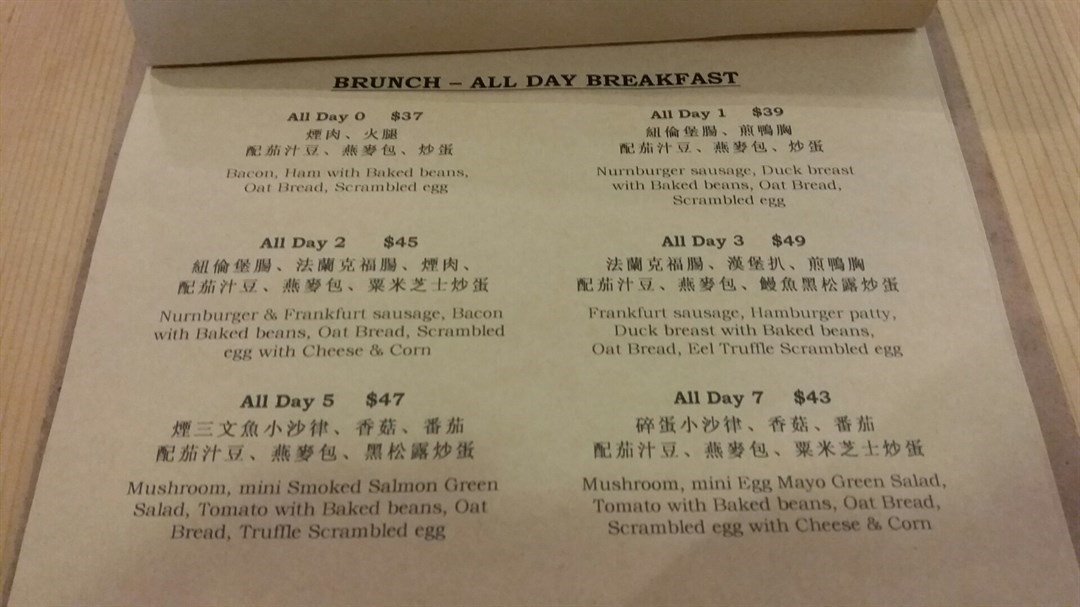 BRUNCH – ALL DAY BREAKFAST
All Day 0 $37
煙肉、火腿
配茄汁豆、燕麥包、炒蛋
Bacon, Ham with Baked beans,
Oat Bread, Scrambled egg
All Day 1 $39
紐倫堡腸、煎鴨胸
配茄汁豆、燕麥包、炒蛋
Nurnburger sausage, Duck breast
with Baked beans, Oat Bread,
Scrambled egg
All Day 2 $45
紐倫堡腸、法蘭克福腸、煙肉、
配茄汁豆、燕麥包、粟米芝士炒蛋
Nurnburger & Frankfurt sausage, Bacon
with Baked beans, Oat Bread, Scrambled
egg with Cheese & Corn
All Day 3 $49
法蘭克福腸、漢堡扒、煎鴨胸
配茄汁豆、燕麥包、鰻魚黑松露炒蛋
Frankfurt sausage, Hamburger patty,
Duck breast with Baked beans,
Oat Bread, Eel Truffle Scrambled egg
All Day 5 $47
煙三文魚小沙律、香菇、番茄
配茄汁豆、燕麥包、黑松露炒蛋
Mushroom, mini Smoked Salmon Green
Salad, Tomato with Baked beans, Oat
Bread, Truffle Scrambled egg
All Day 7 $43
碎蛋小沙律、香菇、番茄
配茄汁豆、燕麥包、粟米芝士炒蛋
Mushroom, mini Egg Mayo Green Salad,
Tomato with Baked beans, Oat Bread,
Scrambled egg with Cheese & Corn